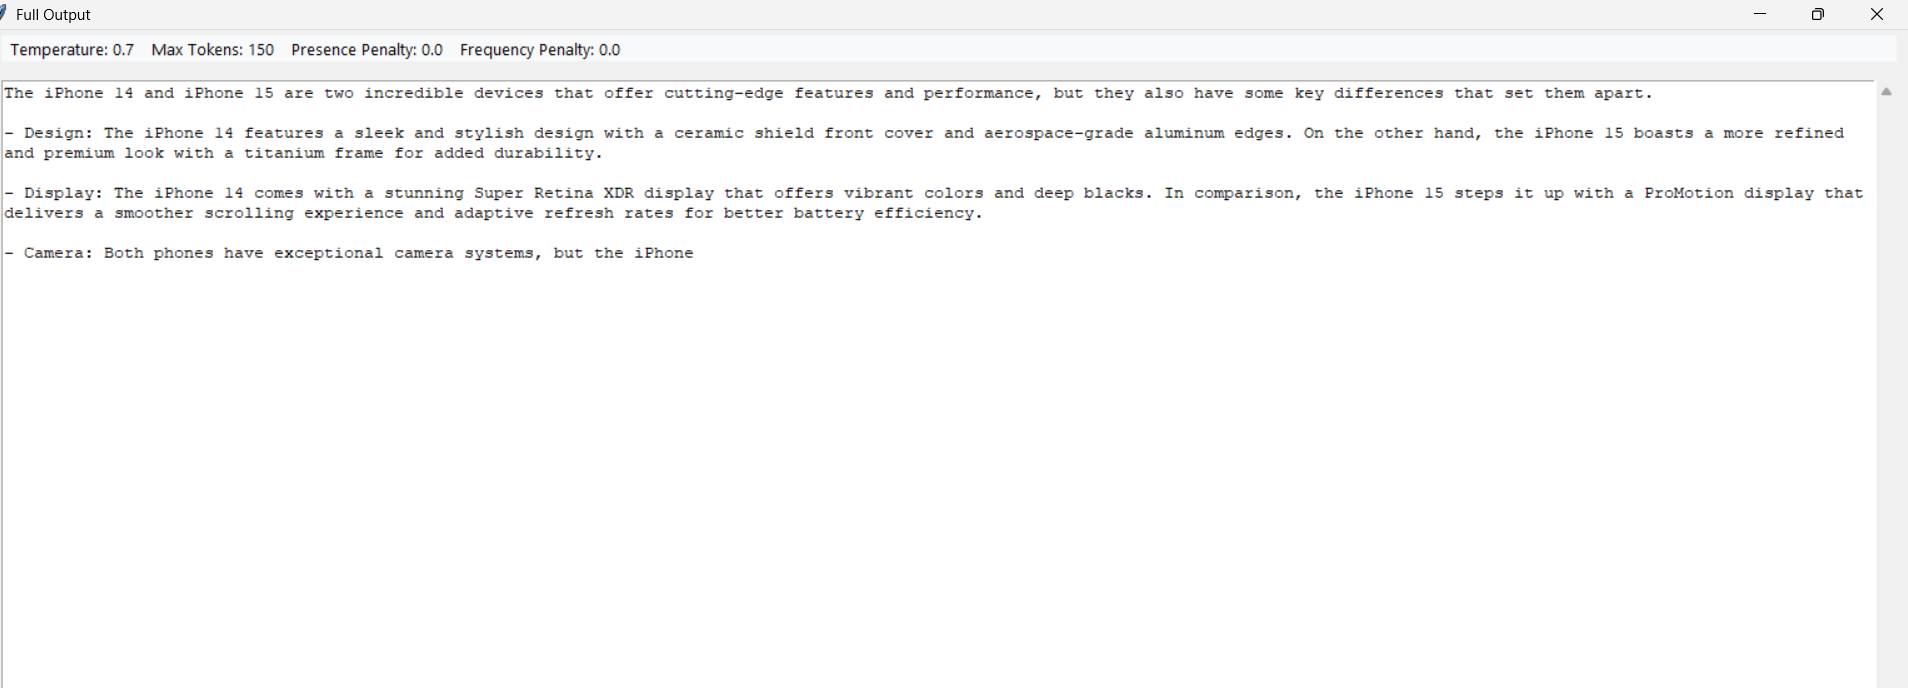 Full Output
Temperature: 0.7 Max Tokens: 150 Presence Penalty: 0.0 Frequency Penalty: 0.0
The iPhone 14 and iPhone 15 are two incredible devices that offer cutting-edge features and performance, but they also have some key differences that set them apart.
- Design: The iPhone 14 features a sleek and stylish design with a ceramic shield front cover and aerospace-grade aluminum edges. On the other hand, the iPhone 15 boasts a more refined
and premium look with a titanium frame for added durability.
- Display: The iPhone 14 comes with a stunning Super Retina XDR display that offers vibrant colors and deep blacks. In comparison, the iPhone 15 steps it up with a ProMotion display that
delivers a smoother scrolling experience and adaptive refresh rates for better battery efficiency.
- Camera: Both phones have exceptional camera systems, but the iPhone